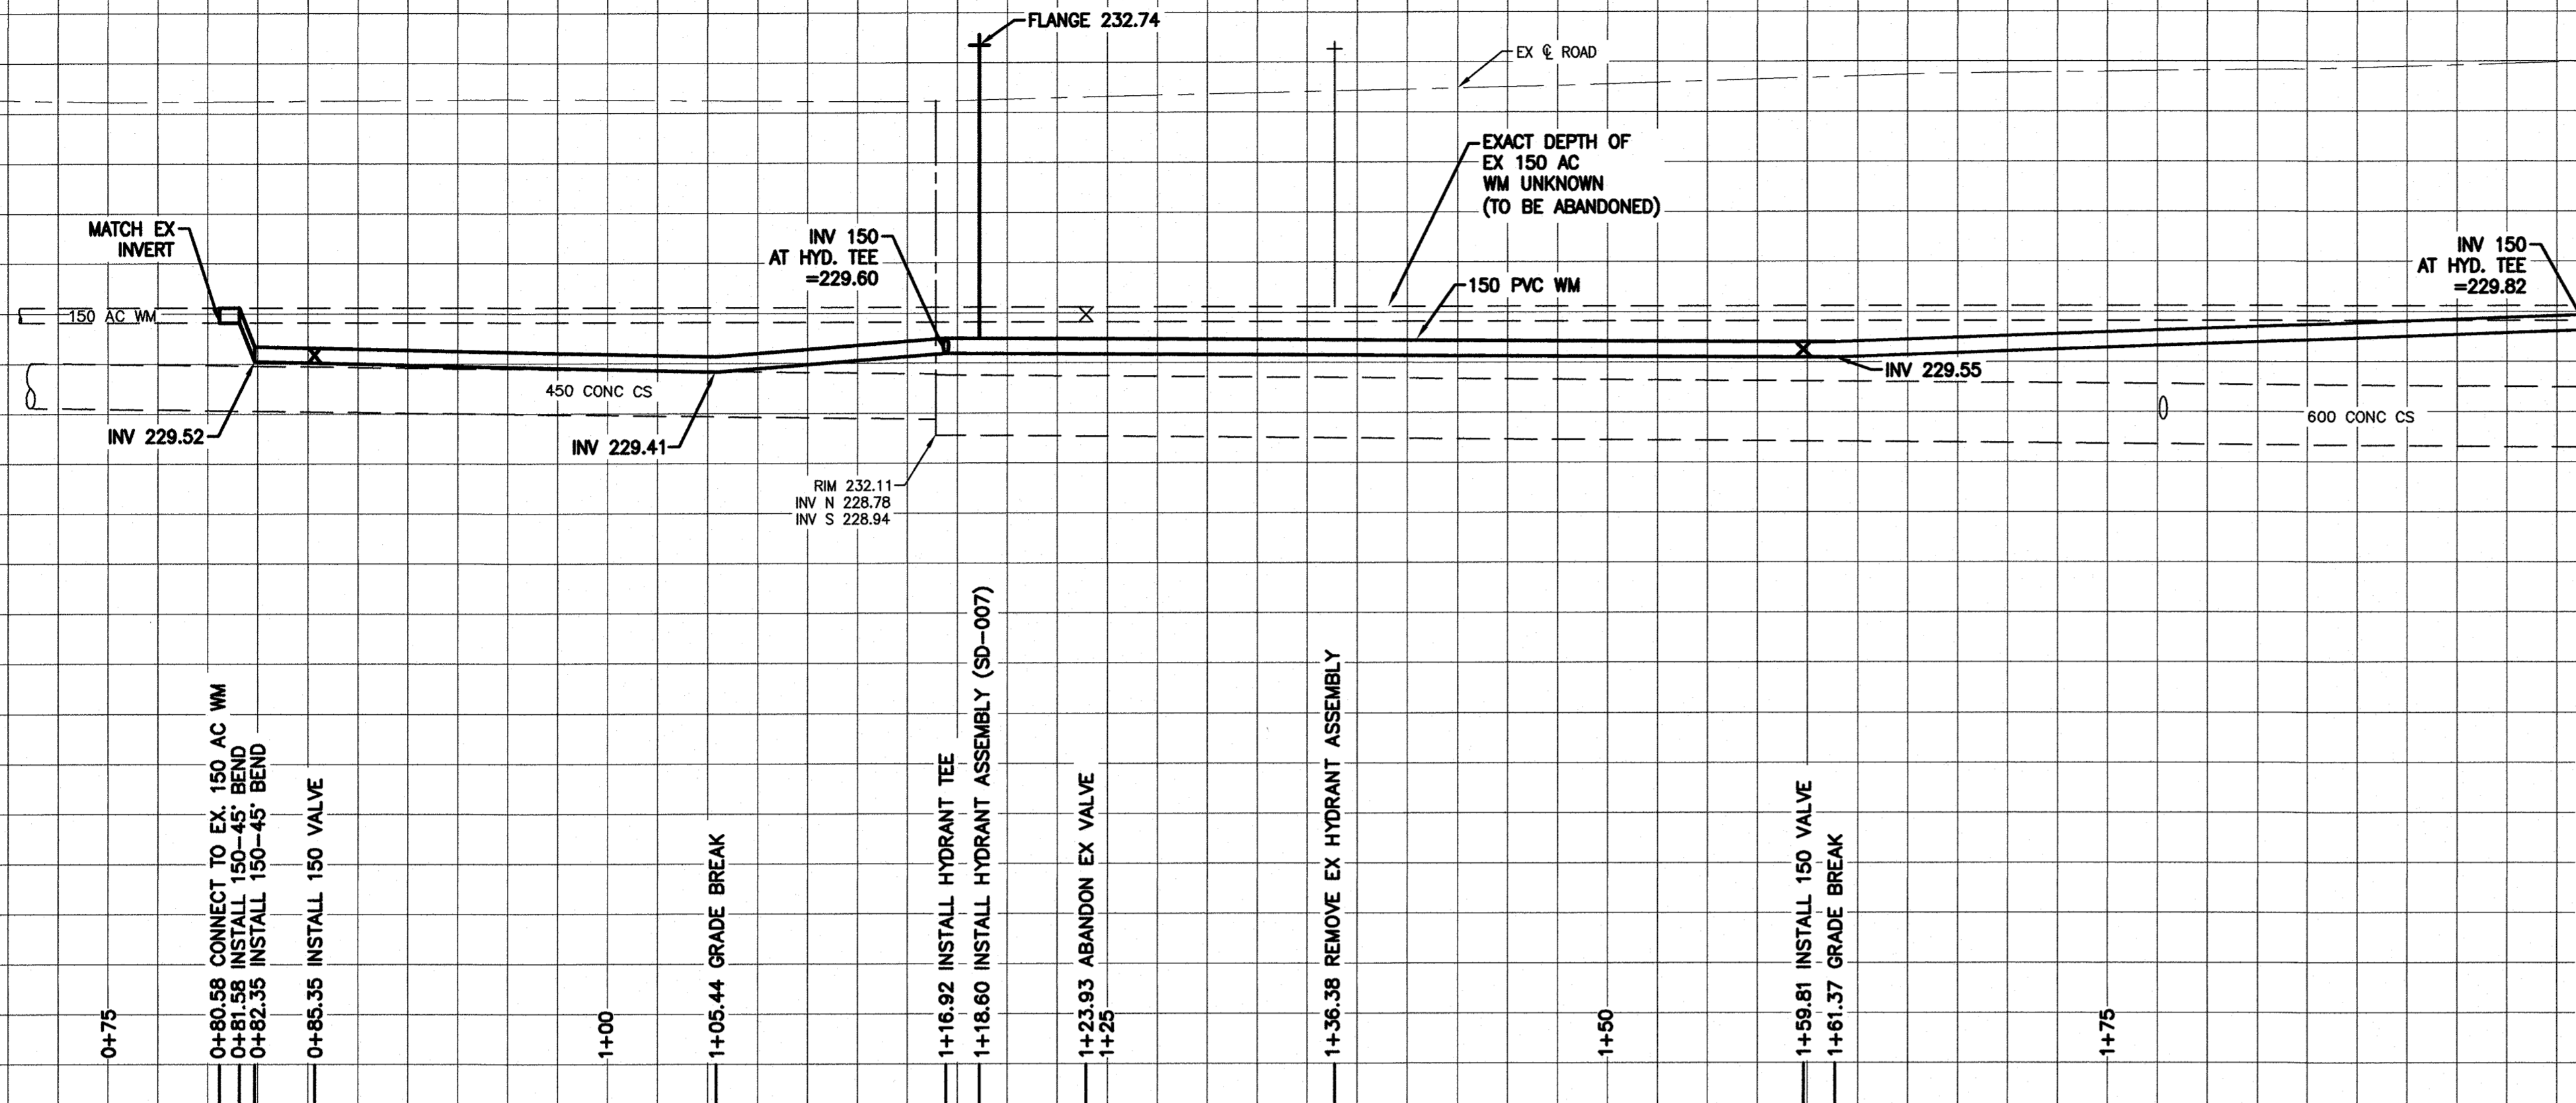 FLANGE 232.74
EX ℄ ROAD
EXACT DEPTH OF
EX 150 AC
WM UNKNOWN
(TO BE ABANDONED)
MATCH EX
INVERT
INV 150
AT HYD. TEE
=229.60
INV 150
AT HYD. TEE
=229.82
150 PVC WM
150 AC WM
INV 229.55
450 CONC CS
600 CONC CS
INV 229.52
INV 229.41
RIM 232.11
INV N 228.78
INV S 228.94
0+75
0+80.58 CONNECT TO EX. 150 AC WM
0+81.58 INSTALL 150-45° BEND
0+82.35 INSTALL 150-45° BEND
0+85.35 INSTALL 150 VALVE
1+00
1+05.44 GRADE BREAK
1+16.92 INSTALL HYDRANT TEE
1+18.60 INSTALL HYDRANT ASSEMBLY (SD-007)
1+23.93 ABANDON EX VALVE
1+25
1+36.38 REMOVE EX HYDRANT ASSEMBLY
1+50
1+59.81 INSTALL 150 VALVE
1+61.37 GRADE BREAK
1+75